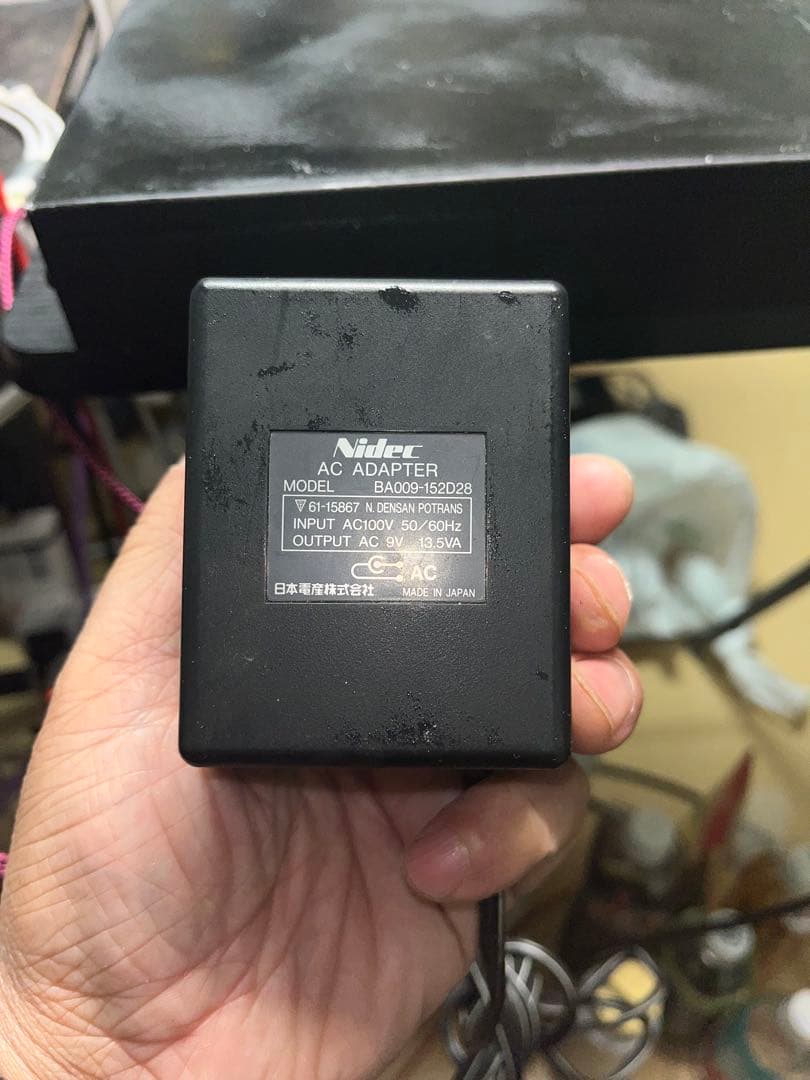 Nidec
AC ADAPTER
MODEL BA009-152D28
61-15867 N. DENSAN POTRANS
INPUT AC100V 50/60Hz
OUTPUT AC 9V 13.5VA
AC
日本電産株式会社 MADE IN JAPAN